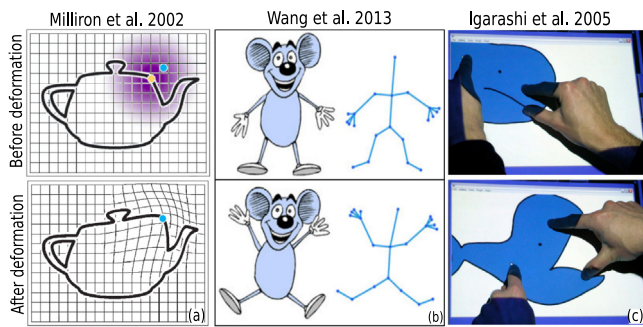 Milliron et al. 2002
Wang et al. 2013
Igarashi et al. 2005
Before deformation
After deformation
(a)
(b)
(c)